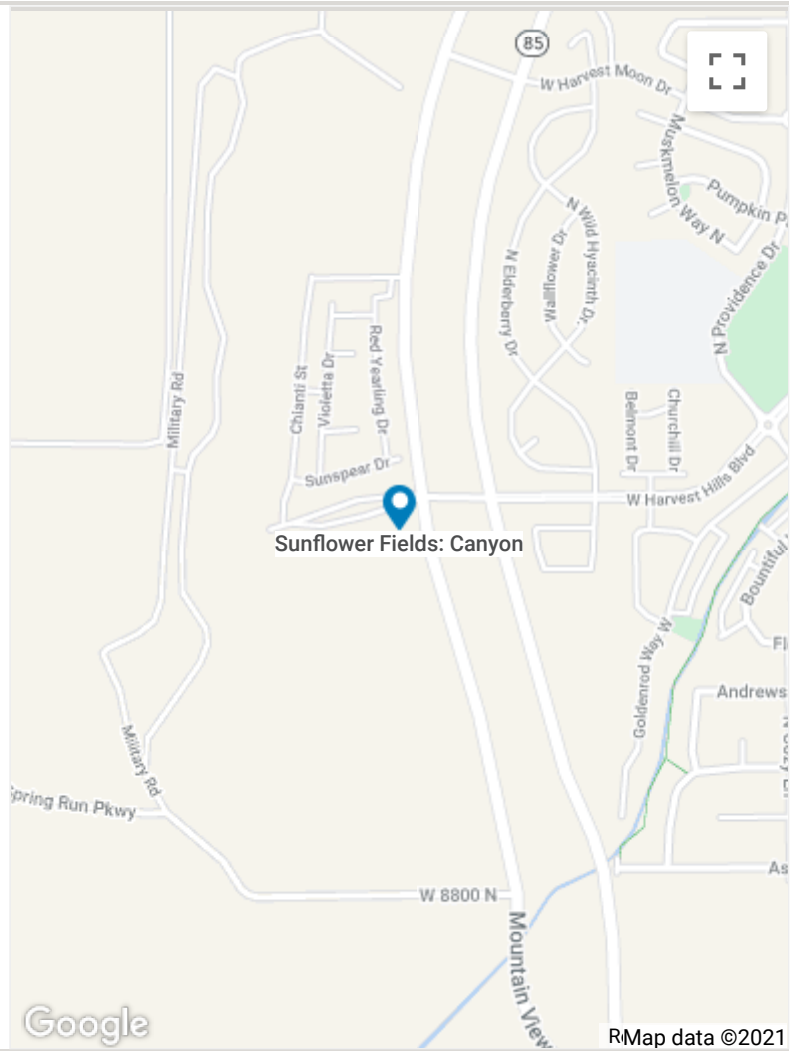 85
W Harvest Moon Dr
Muskmelon Way N
Pumpkin P
N Wild Hyacinth Dr.
Wallflower Dr
N Elderberry Dr
N Providence Dr
Military Rd
Chianti St
Violetta Dr
Red Yearling Dr
Belmont Dr
Churchill Dr
Sunspear Dr
W Harvest Hills Blvd
Sunflower Fields: Canyon
Bountiful
Goldenrod Way W
Fl
Andrews
Military Rd
pring Run Pkwy
As
W 8800 N
Mountain View
Google
R
Map data ©2021